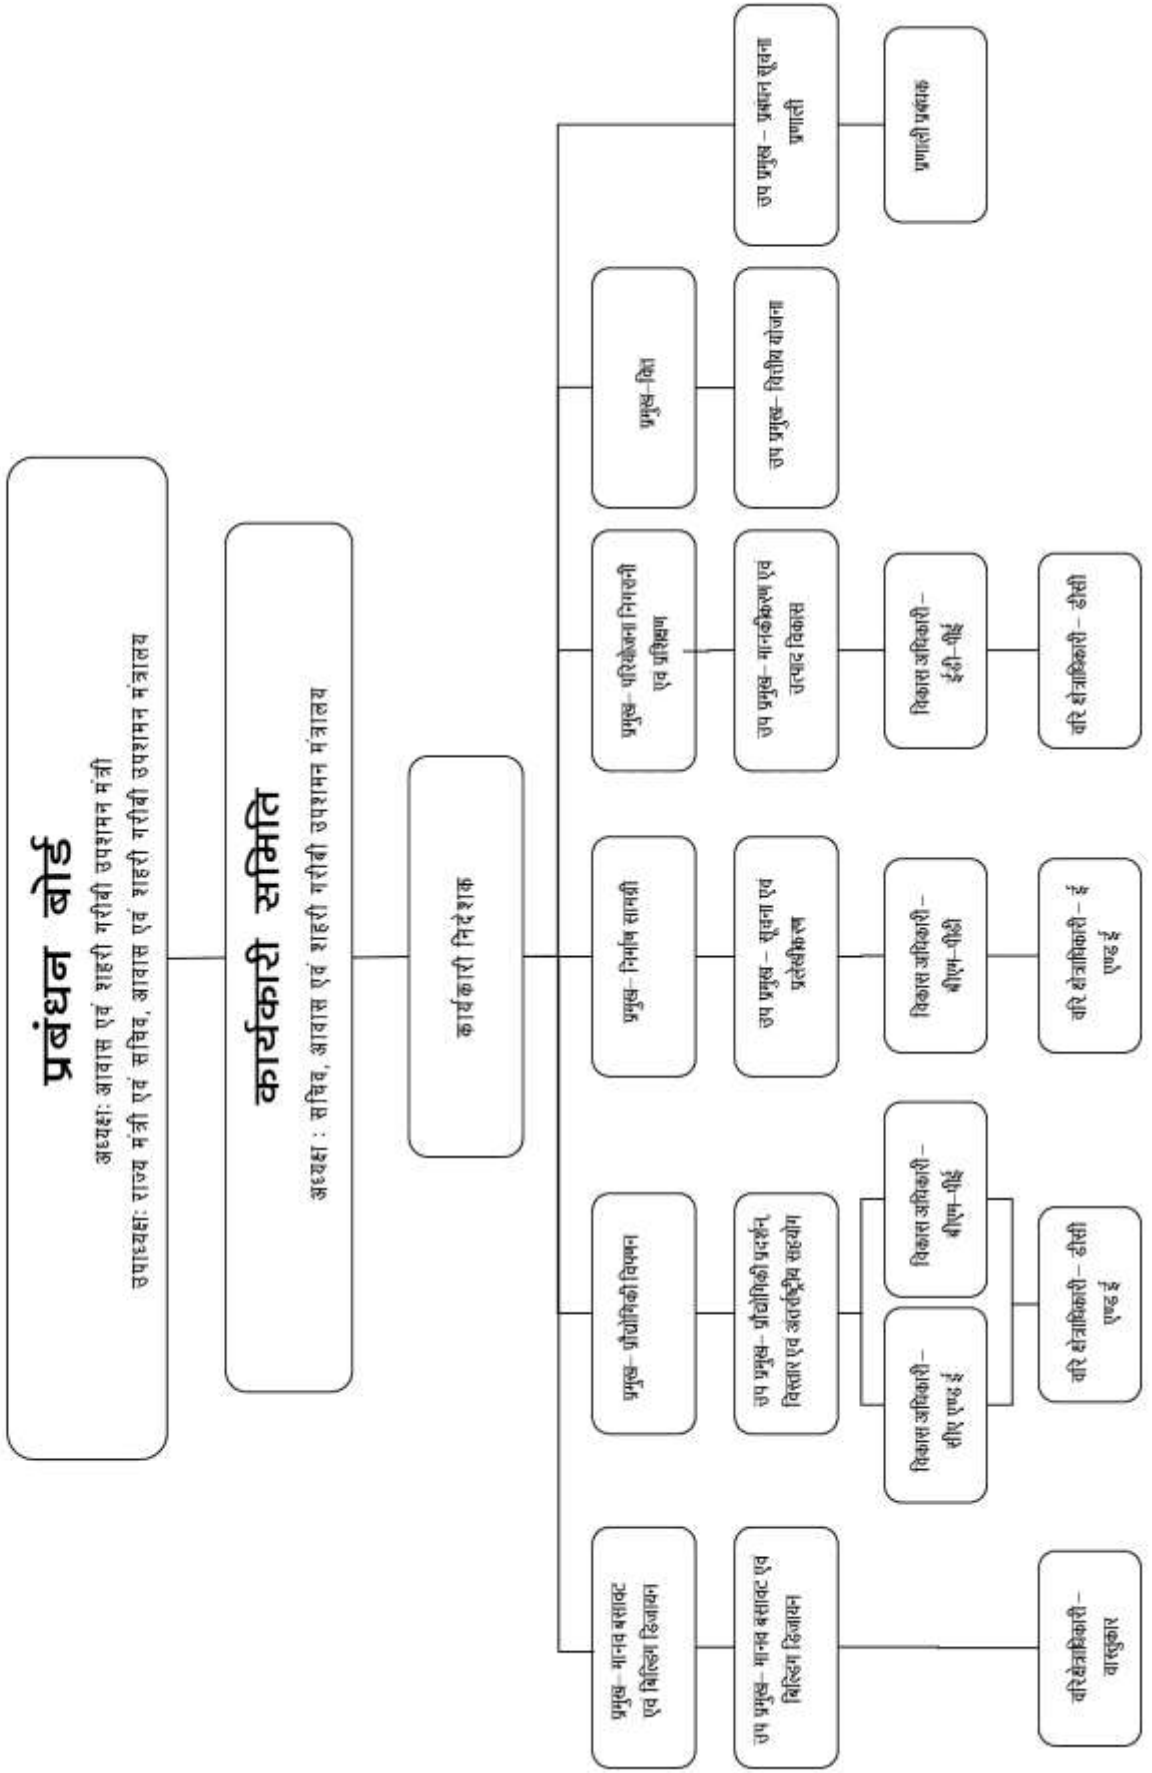 प्रबंधन बोर्ड
अध्यक्षः आवास एवं शहरी गरीबी उपशमन मंत्री
उपाध्यक्षः राज्य मंत्री एवं सचिव, आवास एवं शहरी गरीबी उपशमन मंत्रालय
कार्यकारी समिति
अध्यक्ष : सचिव, आवास एवं शहरी गरीबी उपशमन मंत्रालय
कार्यकारी निदेशक
प्रमुख– मानव बसावट
एवं बिल्डिंग डिजायन
प्रमुख– प्रौद्योगिकी विपणन
प्रमुख– निर्माण सामग्री
प्रमुख– परियोजना निगरानी
एवं प्रशिक्षण
प्रमुख–वित्त
उप प्रमुख– मानव बसावट एवं
बिल्डिंग डिजायन
उप प्रमुख– प्रौद्योगिकी प्रदर्शन,
विस्तार एवं अंतर्राष्ट्रीय सहयोग
उप प्रमुख – सूचना एवं
प्रलेखीकरण
उप प्रमुख– मानकीकरण एवं
उत्पाद विकास
उप प्रमुख– वित्तीय योजना
उप प्रमुख – प्रबंधन सूचना
प्रणाली
विकास अधिकारी –
सीए एण्ड ई
विकास अधिकारी –
बीएम–पीई
विकास अधिकारी –
बीएम–पीडी
विकास अधिकारी –
ईटी–पीई
प्रणाली प्रबंधक
वरि क्षेत्राधिकारी –
वास्तुकार
वरि क्षेत्राधिकारी – डीसी
एण्ड ई
वरि क्षेत्राधिकारी – ई
एण्ड ई
वरि क्षेत्राधिकारी – डीसी